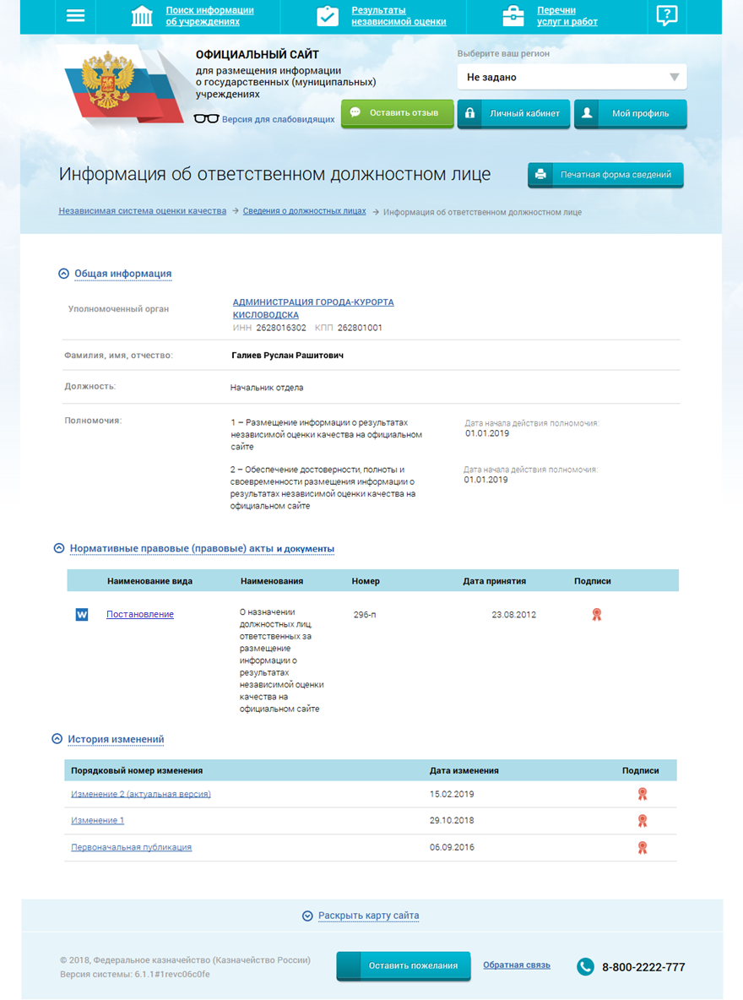 Поиск информации
об учреждениях
Результаты
независимой оценки
Перечни
услуг и работ
ОФИЦИАЛЬНЫЙ САЙТ
для размещения информации
о государственных (муниципальных)
учреждениях
Версия для слабовидящих
Выберите ваш регион
Не задано
Оставить отзыв
Личный кабинет
Мой профиль
Информация об ответственном должностном лице
Печатная форма сведений
Независимая система оценки качества → Сведения о должностных лицах → Информация об ответственном должностном лице
Общая информация
Уполномоченный орган
АДМИНИСТРАЦИЯ ГОРОДА-КУРОРТА
КИСЛОВОДСКА
ИНН 2628016302 КПП 262801001
Фамилия, имя, отчество: Галиев Руслан Рашитович
Должность: Начальник отдела
Полномочия:
1 – Размещение информации о результатах
независимой оценки качества на официальном
сайте
Дата начала действия полномочия:
01.01.2019
2 – Обеспечение достоверности, полноты и
своевременности размещения информации о
результатах независимой оценки качества на
официальном сайте
Дата начала действия полномочия:
01.01.2019
Нормативные правовые (правовые) акты и документы
Наименование вида Наименования Номер Дата принятия Подписи
W Постановление
О назначении
должностных лиц,
ответственных за
размещение
информации о
результатах
независимой оценки
качества на
официальном сайте
296-п 23.08.2012
История изменений
Порядковый номер изменения Дата изменения Подписи
Изменение 2 (актуальная версия) 15.02.2019
Изменение 1 29.10.2018
Первоначальная публикация 06.09.2016
Раскрыть карту сайта
© 2018, Федеральное казначейство (Казначейство России)
Версия системы: 6.1.1#1revc06c0fe
Оставить пожелания
Обратная связь
8-800-2222-777